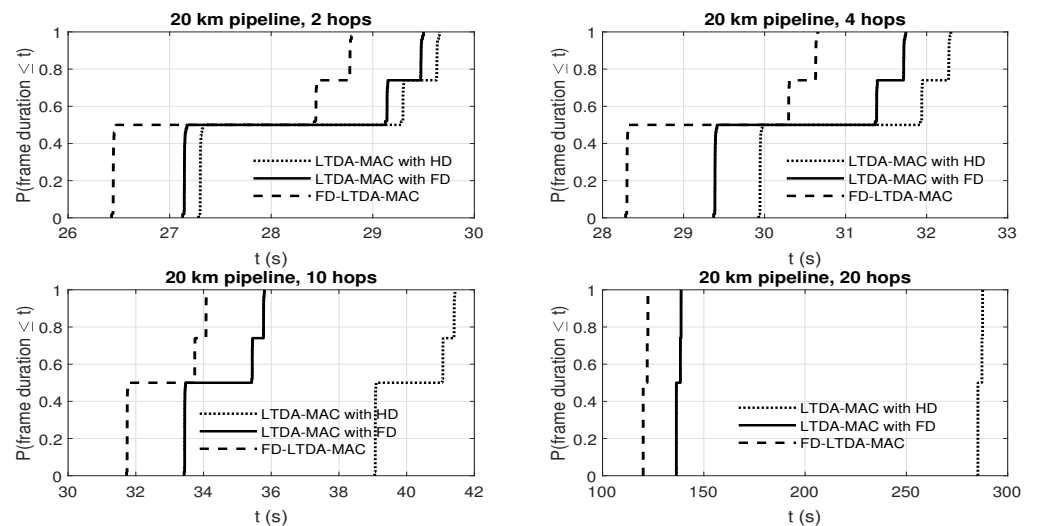 20 km pipeline, 2 hops
P(frame duration ≤ t)
1
0.8
0.6
0.4
0.2
0
LTDA-MAC with HD
LTDA-MAC with FD
FD-LTDA-MAC
26 27 28 29 30
t (s)
20 km pipeline, 4 hops
P(frame duration ≤ t)
1
0.8
0.6
0.4
0.2
0
LTDA-MAC with HD
LTDA-MAC with FD
FD-LTDA-MAC
28 29 30 31 32 33
t (s)
20 km pipeline, 10 hops
P(frame duration ≤ t)
1
0.8
0.6
0.4
0.2
0
LTDA-MAC with HD
LTDA-MAC with FD
FD-LTDA-MAC
30 32 34 36 38 40 42
t (s)
20 km pipeline, 20 hops
P(frame duration ≤ t)
1
0.8
0.6
0.4
0.2
0
LTDA-MAC with HD
LTDA-MAC with FD
FD-LTDA-MAC
100 150 200 250 300
t (s)